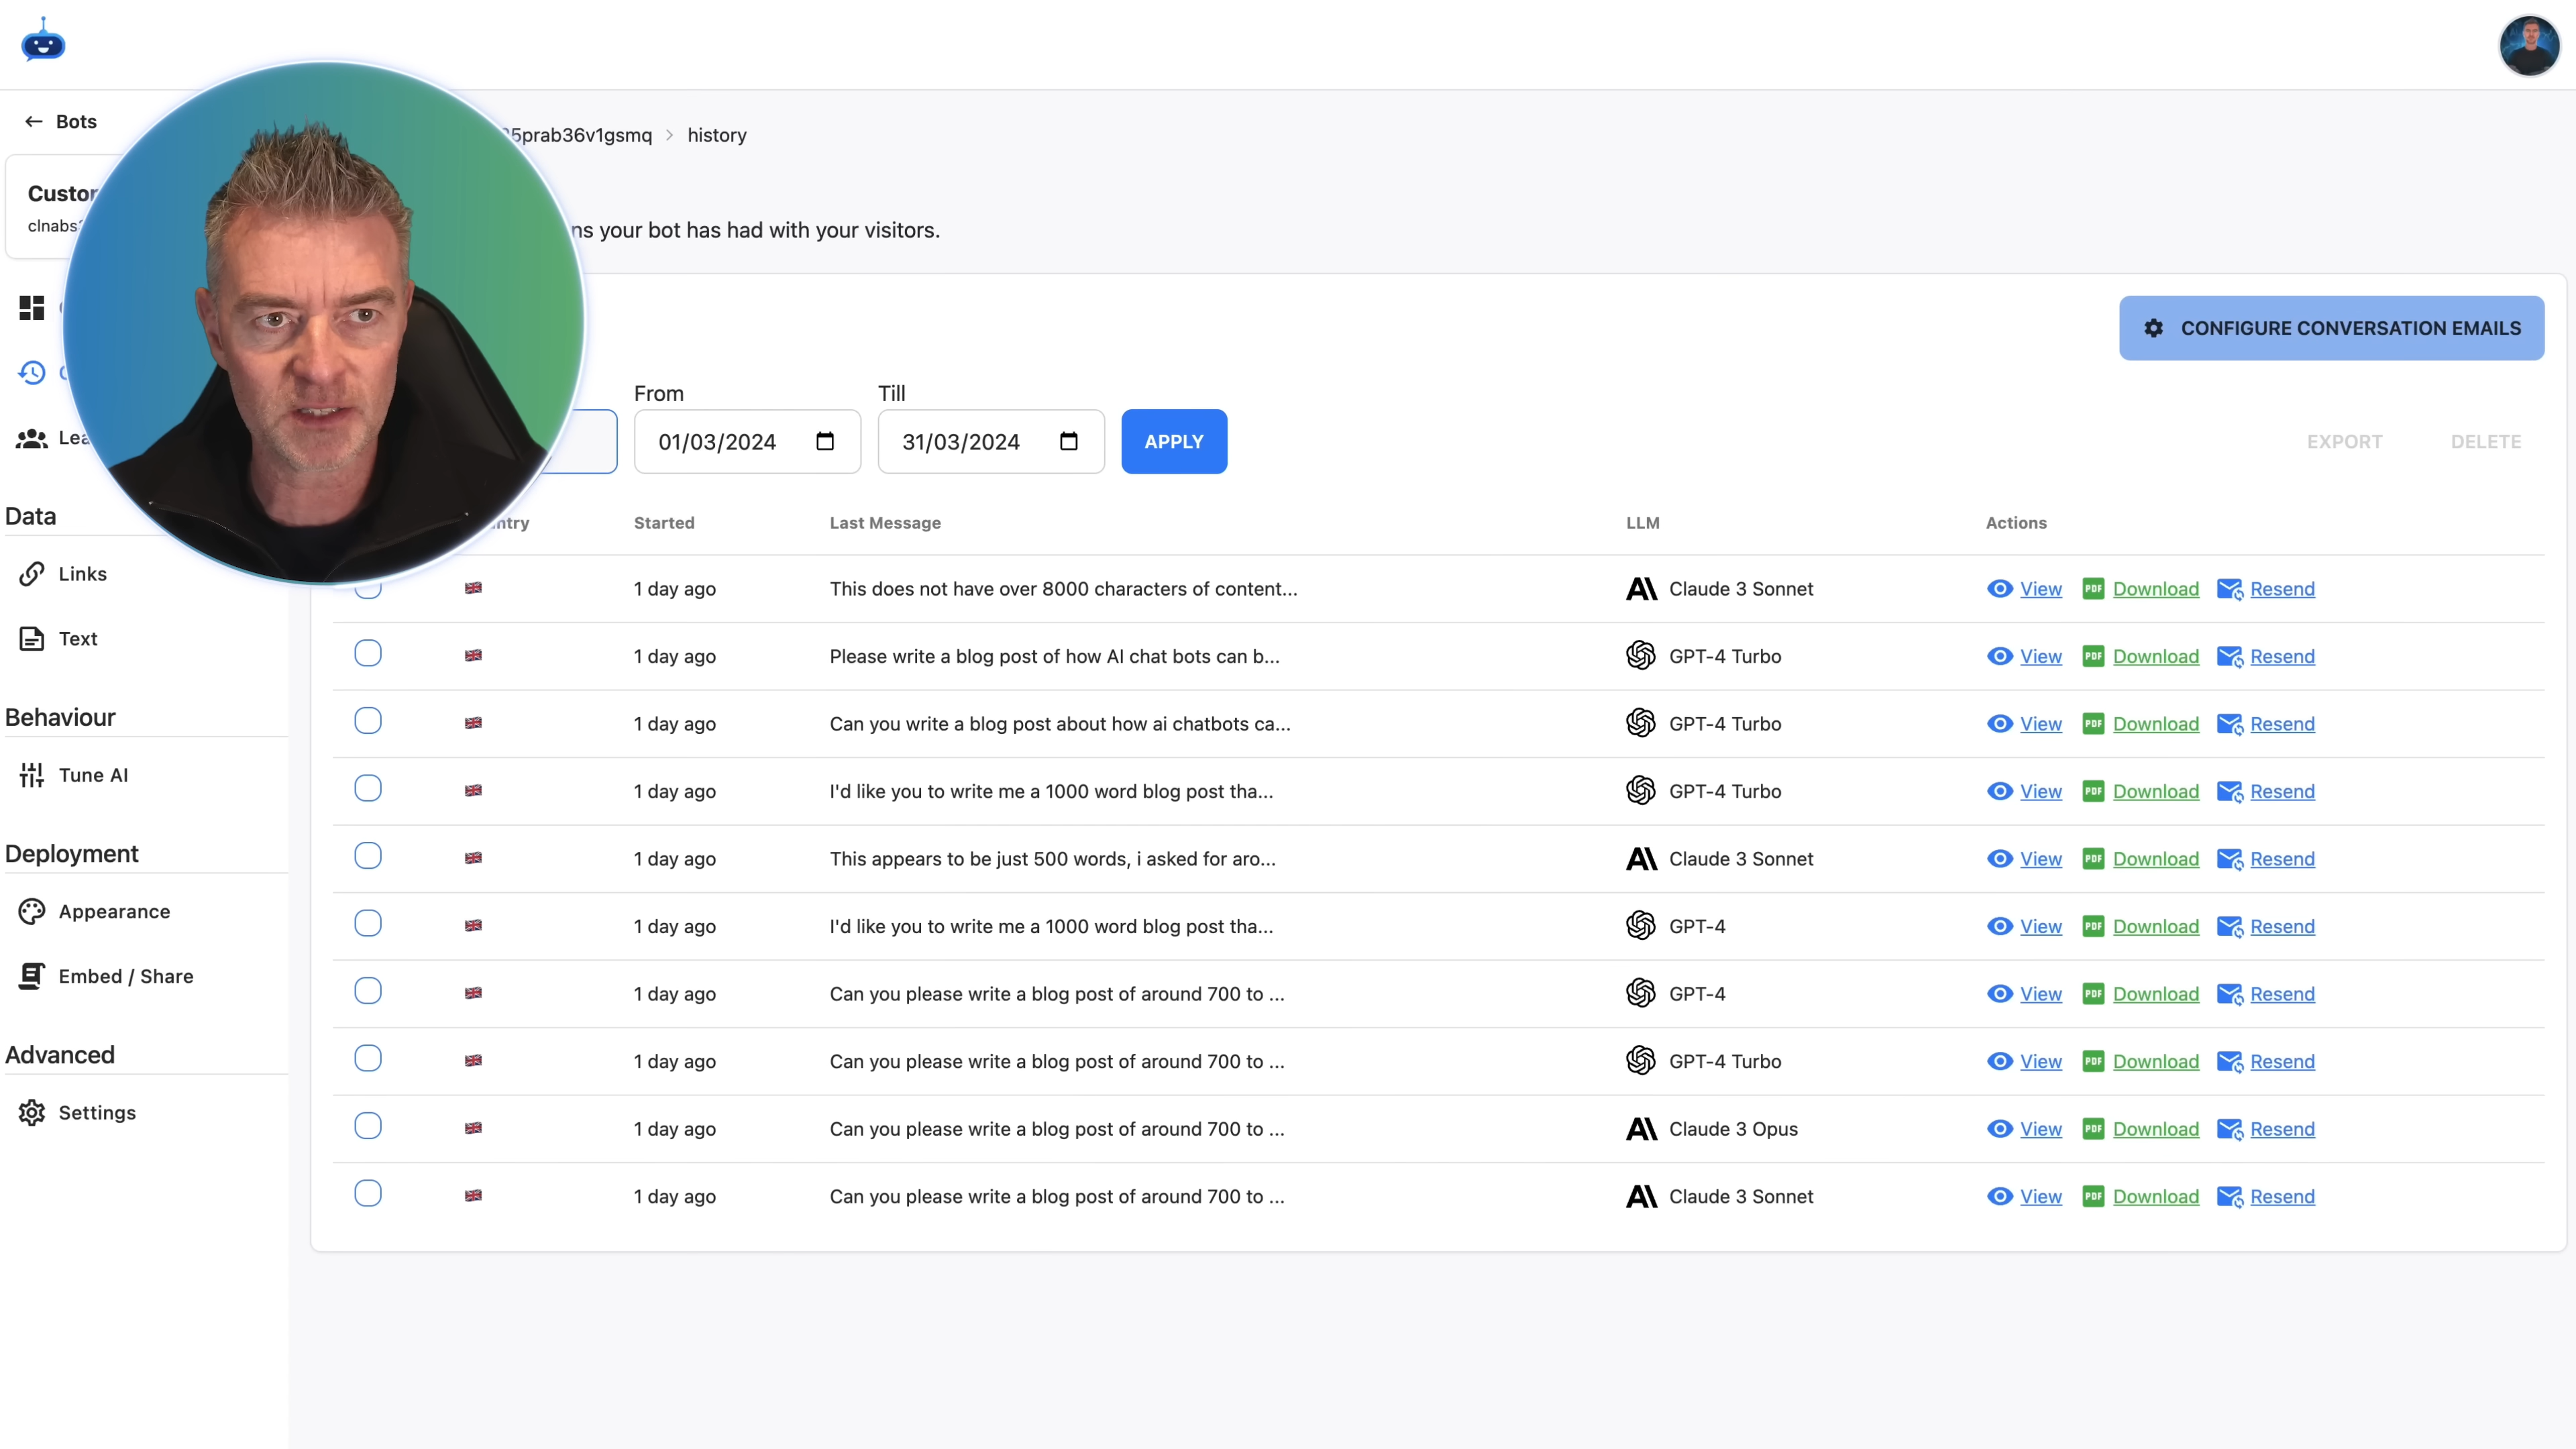 Bots
prab36v1gsmq > history
your bot has had with your visitors.
CONFIGURE CONVERSATION EMAILS
From Till
01/03/2024 31/03/2024 APPLY EXPORT DELETE
Started Last Message LLM Actions
Data
Links
Text
Behaviour
Tune AI
Deployment
Appearance
Embed / Share
Advanced
Settings
1 day ago This does not have over 8000 characters of content... Claude 3 Sonnet View PDF Download Resend
1 day ago Please write a blog post of how AI chat bots can b... GPT-4 Turbo View PDF Download Resend
1 day ago Can you write a blog post about how ai chatbots ca... GPT-4 Turbo View PDF Download Resend
1 day ago I'd like you to write me a 1000 word blog post tha... GPT-4 Turbo View PDF Download Resend
1 day ago This appears to be just 500 words, i asked for aro... Claude 3 Sonnet View PDF Download Resend
1 day ago I'd like you to write me a 1000 word blog post tha... GPT-4 View PDF Download Resend
1 day ago Can you please write a blog post of around 700 to ... GPT-4 View PDF Download Resend
1 day ago Can you please write a blog post of around 700 to ... GPT-4 Turbo View PDF Download Resend
1 day ago Can you please write a blog post of around 700 to ... Claude 3 Opus View PDF Download Resend
1 day ago Can you please write a blog post of around 700 to ... Claude 3 Sonnet View PDF Download Resend